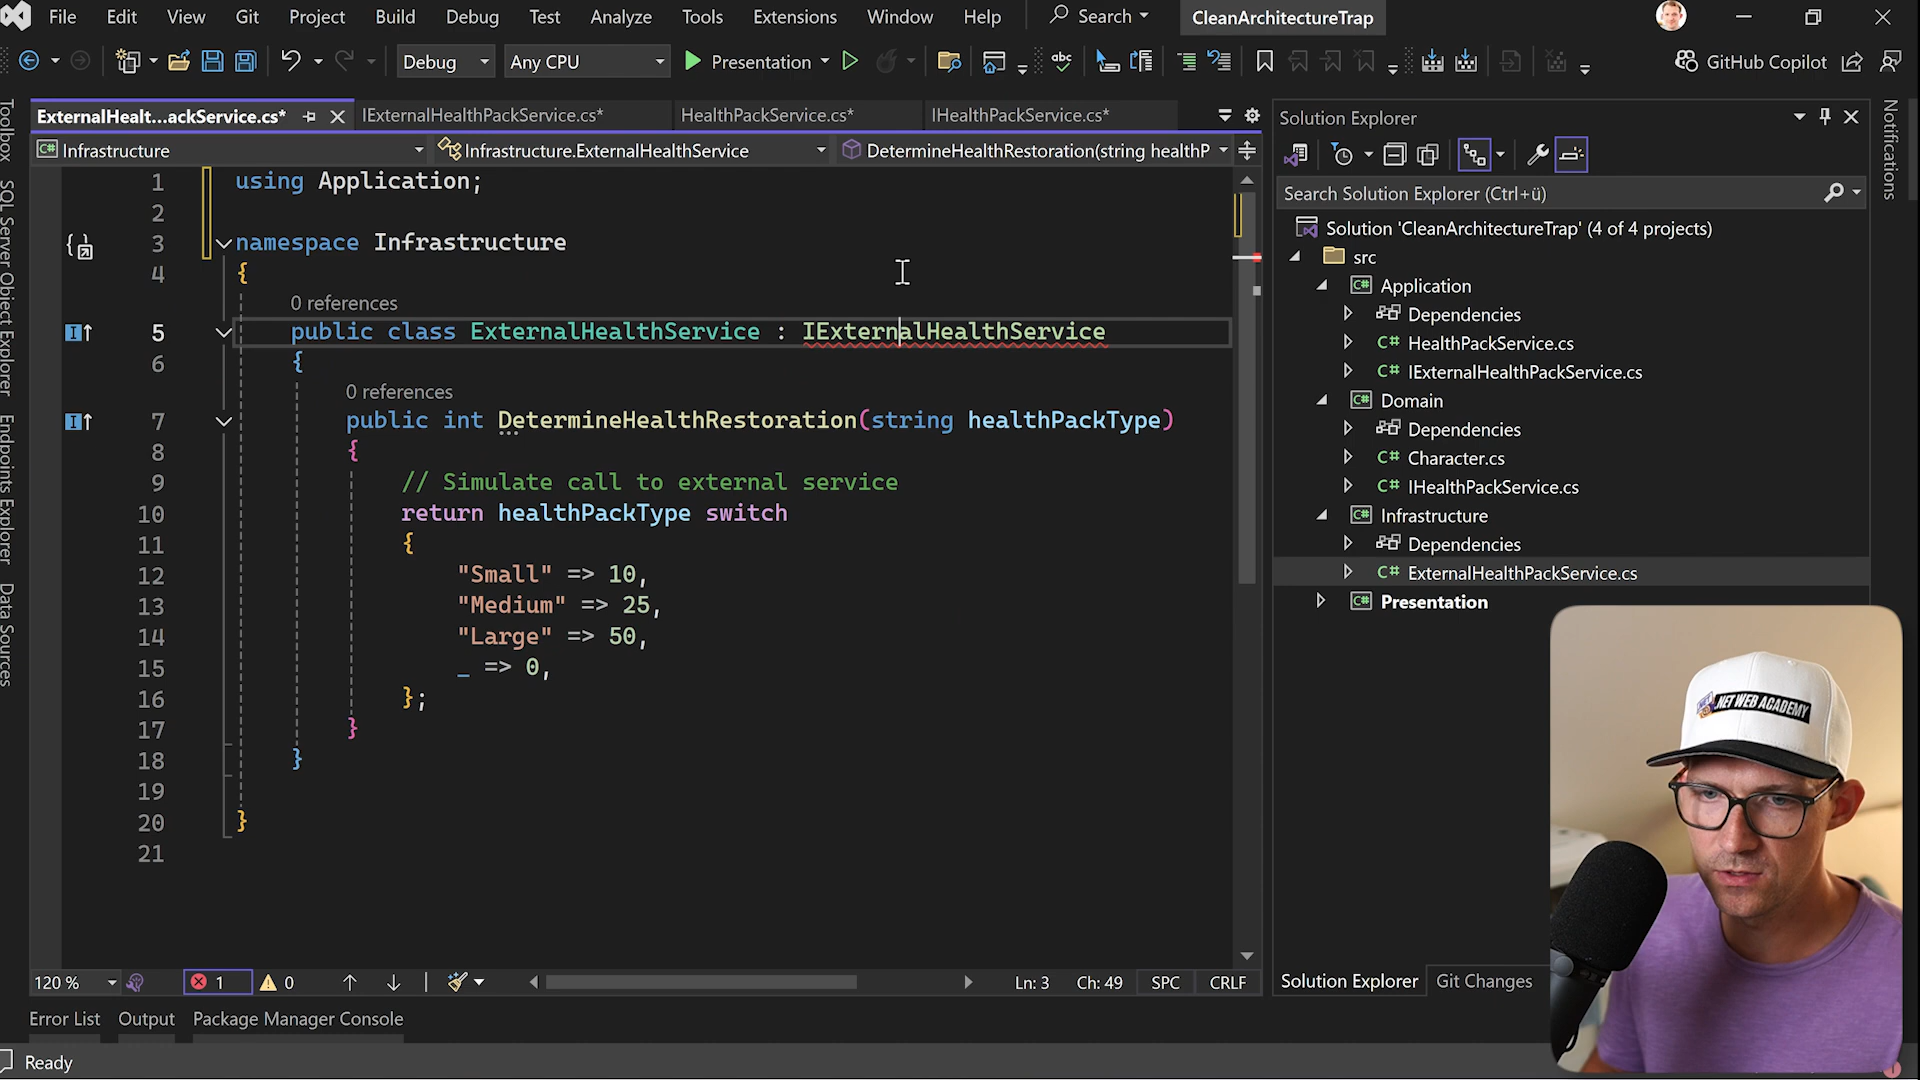 File Edit View Git Project Build Debug Test Analyze Tools Extensions Window Help Search CleanArchitectureTrap
Debug Any CPU Presentation GitHub Copilot
ExternalHealt...ackService.cs* IExternalHealthPackService.cs* HealthPackService.cs* IHealthPackService.cs*
Infrastructure Infrastructure.ExternalHealthService DetermineHealthRestoration(string healthP
1 using Application;
2
3 namespace Infrastructure
4 {
0 references
5 public class ExternalHealthService : IExternalHealthService
6 {
0 references
7 public int DetermineHealthRestoration(string healthPackType)
8 {
9 // Simulate call to external service
10 return healthPackType switch
11 {
12 "Small" => 10,
13 "Medium" => 25,
14 "Large" => 50,
15 _ => 0,
16 };
17 }
18 }
19
20 }
21
120 % 1 0 Ln: 3 Ch: 49 SPC CRLF
Error List Output Package Manager Console
Ready
Toolbox
SQL Server Object Explorer
Endpoints Explorer
Data Sources
Solution Explorer
Search Solution Explorer (Ctrl+ü)
Solution 'CleanArchitectureTrap' (4 of 4 projects)
src
C# Application
Dependencies
C# HealthPackService.cs
C# IExternalHealthPackService.cs
C# Domain
Dependencies
C# Character.cs
C# IHealthPackService.cs
C# Infrastructure
Dependencies
C# ExternalHealthPackService.cs
C# Presentation
Solution Explorer Git Changes
Notifications
.NET WEB ACADEMY